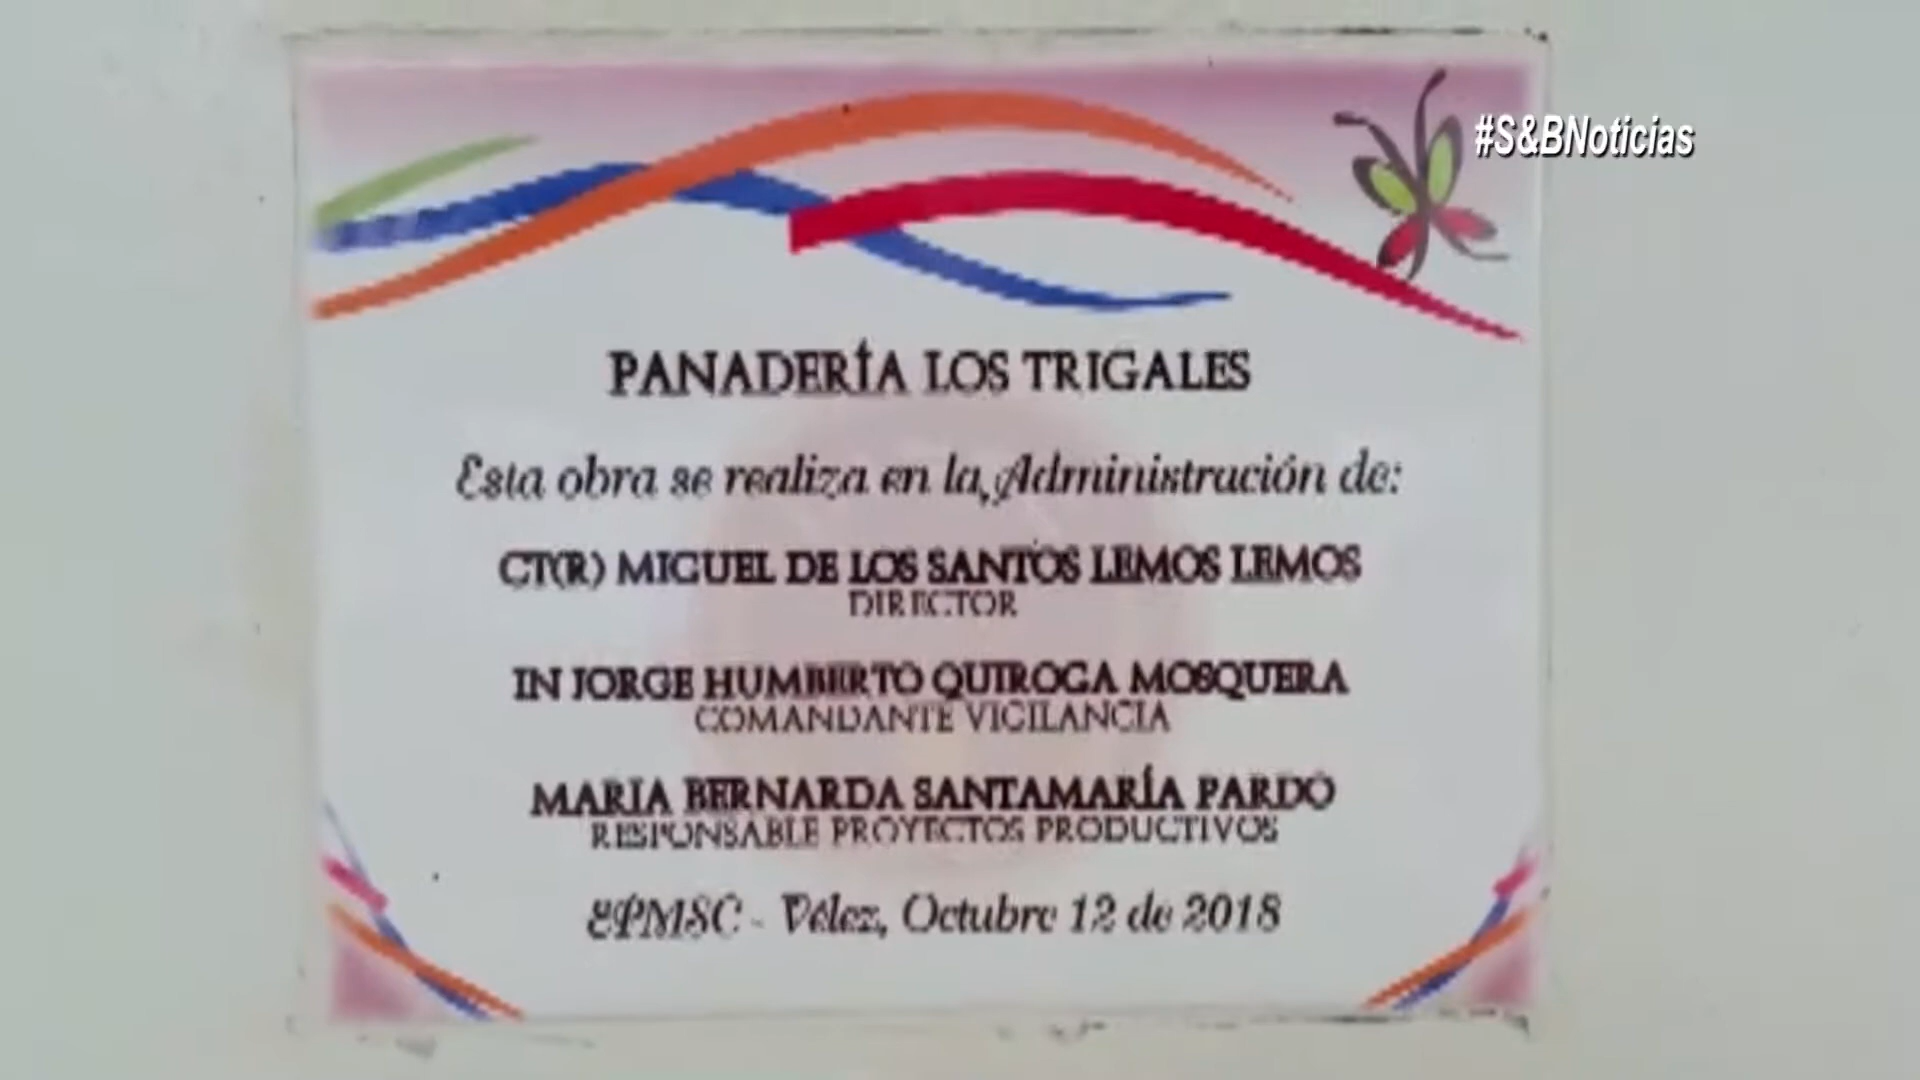 #S&BNoticias
PANADERÍA LOS TRIGALES
Esta obra se realiza en la Administración de:
CT(R) MIGUEL DE LOS SANTOS LEMOS LEMOS
DIRECTOR
IN JORGE HUMBERTO QUIROGA MOSQUERA
COMANDANTE VIGILANCIA
MARIA BERNARDA SANTAMARÍA PARDO
RESPONSABLE PROYECTOS PRODUCTIVOS
EPMSC - Vélez, Octubre 12 de 2018